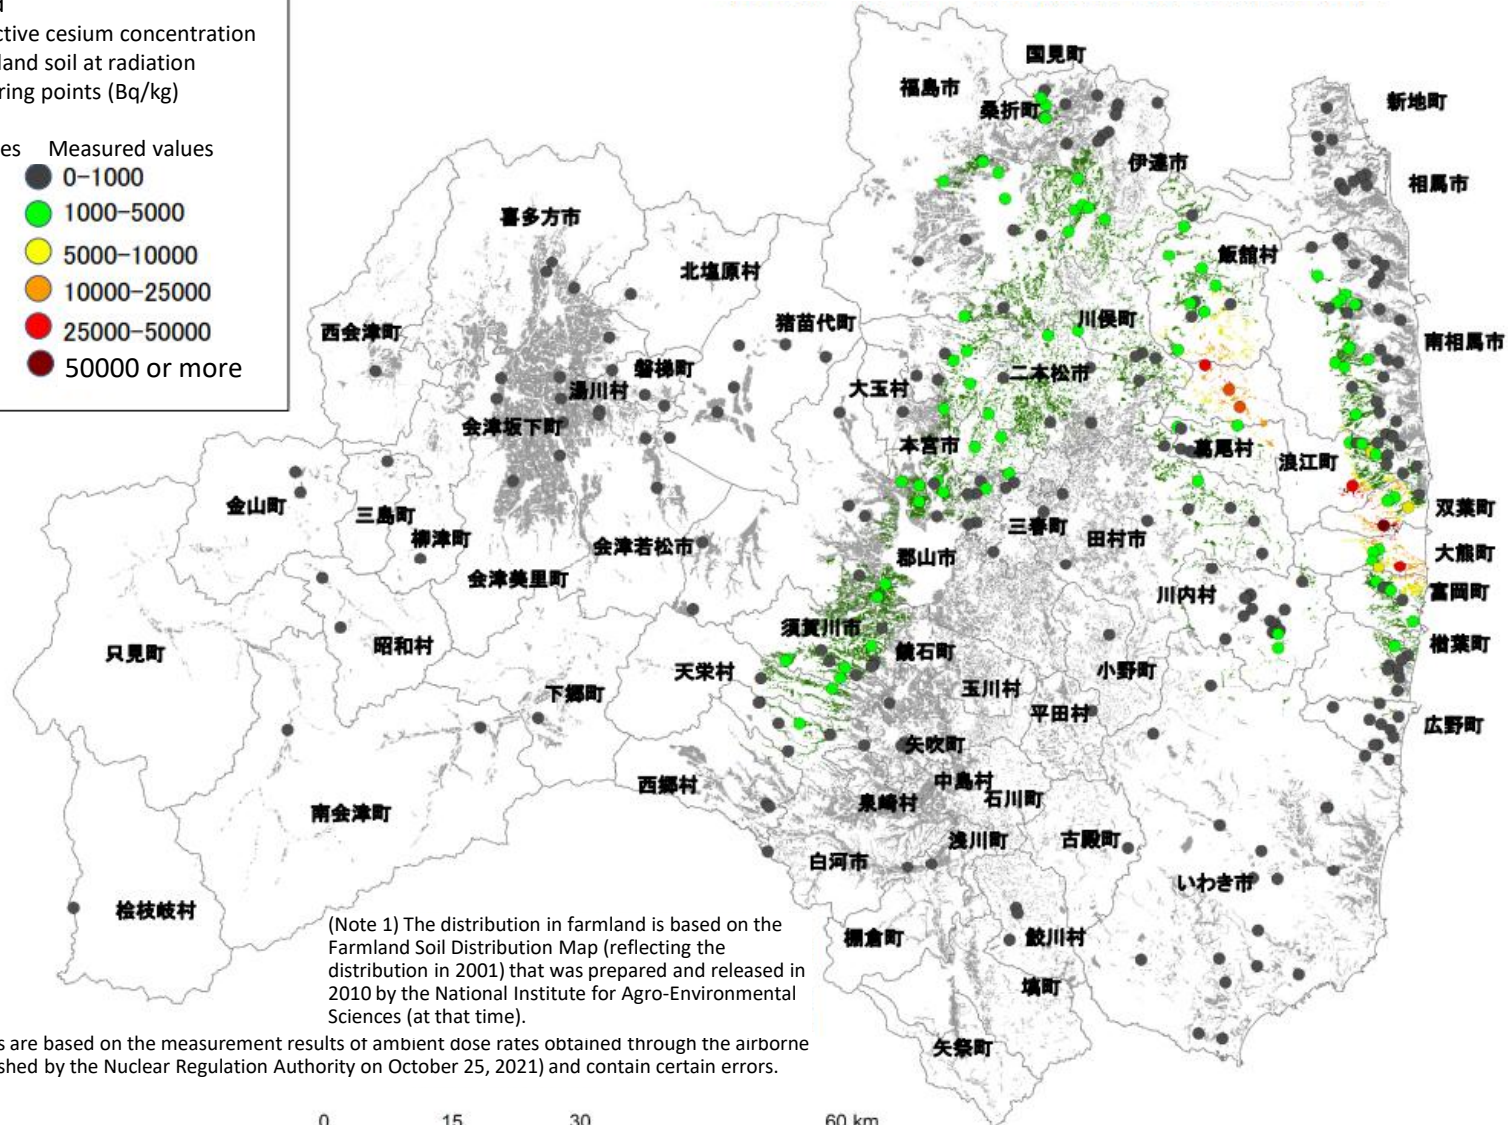 ctive cesium concentration
land soil at radiation
ring points (Bq/kg)
es Measured values
0-1000
1000-5000
5000-10000
10000-25000
25000-50000
50000 or more
国見町
福島市
桑折町
新地町
伊達市
相馬市
喜多方市
飯舘村
北塩原村
西会津町
猪苗代町
川俣町
南相馬市
磐梯町
二本松市
湯川村
大玉村
会津坂下町
本宮市
葛尾村
浪江町
金山町
三島町
双葉町
三春町
柳津町
田村市
会津若松市
郡山市
大熊町
会津美里町
富岡町
川内村
須賀川市
只見町
昭和村
鏡石町
楢葉町
天栄村
小野町
下郷町
玉川村
平田村
広野町
矢吹町
西郷村
中島村
石川町
泉崎村
南会津町
浅川町
古殿町
白河市
いわき市
桧枝岐村
棚倉町
鮫川村
塙町
矢祭町
(Note 1) The distribution in farmland is based on the
Farmland Soil Distribution Map (reflecting the
distribution in 2001) that was prepared and released in
2010 by the National Institute for Agro-Environmental
Sciences (at that time).
s are based on the measurement results of ambient dose rates obtained through the airborne
shed by the Nuclear Regulation Authority on October 25, 2021) and contain certain errors.
0 15 30 60 km